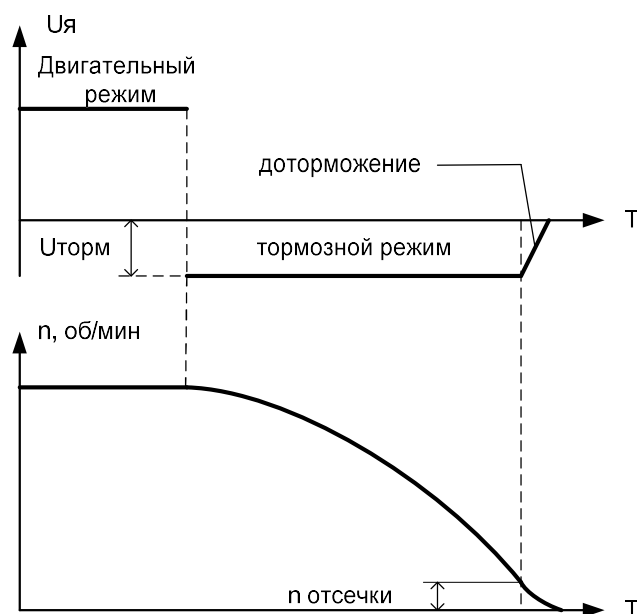 Uя
Двигательный
режим
доторможение
T
Uторм
тормозной режим
n, об/мин
n отсечки
T